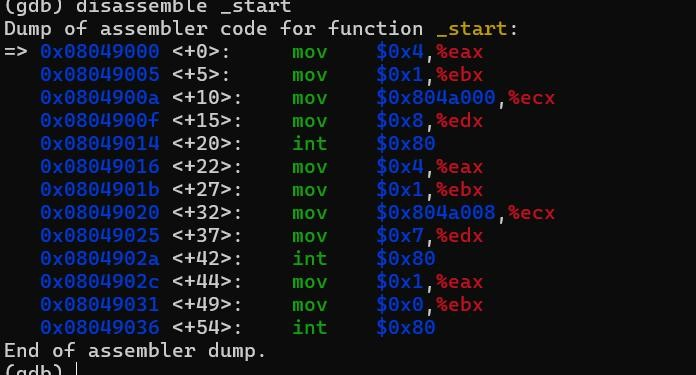 (gdb) disassemble _start
Dump of assembler code for function _start:
=> 0x08049000 <+0>:     mov    $0x4,%eax
   0x08049005 <+5>:     mov    $0x1,%ebx
   0x0804900a <+10>:    mov    $0x804a000,%ecx
   0x0804900f <+15>:    mov    $0x8,%edx
   0x08049014 <+20>:    int    $0x80
   0x08049016 <+22>:    mov    $0x4,%eax
   0x0804901b <+27>:    mov    $0x1,%ebx
   0x08049020 <+32>:    mov    $0x804a008,%ecx
   0x08049025 <+37>:    mov    $0x7,%edx
   0x0804902a <+42>:    int    $0x80
   0x0804902c <+44>:    mov    $0x1,%eax
   0x08049031 <+49>:    mov    $0x0,%ebx
   0x08049036 <+54>:    int    $0x80
End of assembler dump.
(gdb)